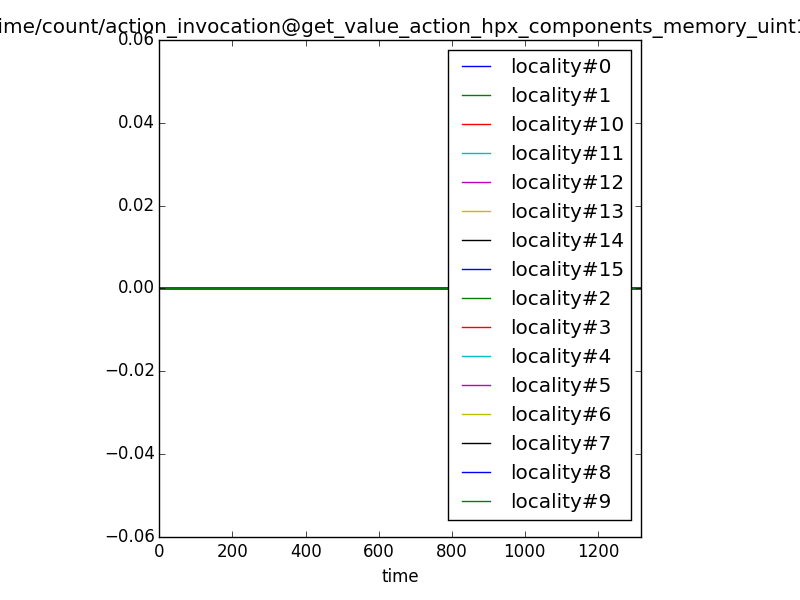 ime/count/action_invocation@get_value_action_hpx_components_memory_uint1
0.06
0.04
0.02
0.00
−0.02
−0.04
−0.06
0 200 400 600 800 1000 1200
time
locality#0
locality#1
locality#10
locality#11
locality#12
locality#13
locality#14
locality#15
locality#2
locality#3
locality#4
locality#5
locality#6
locality#7
locality#8
locality#9